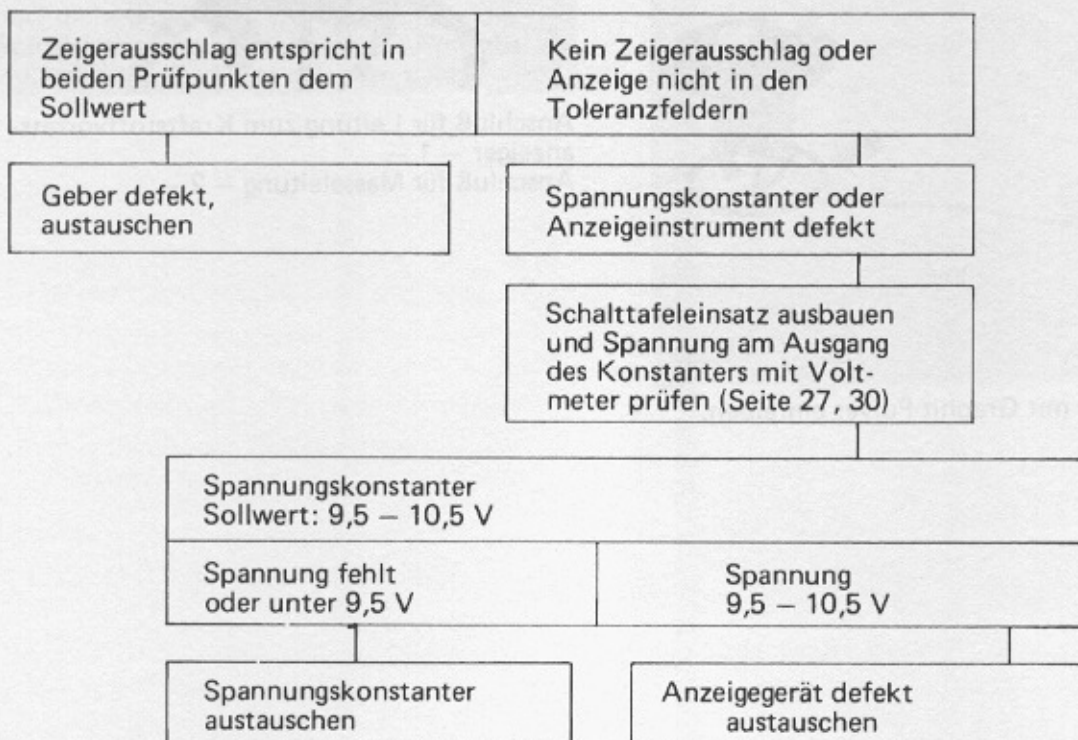 Zeigerausschlag entspricht in
beiden Prüfpunkten dem
Sollwert
Kein Zeigerausschlag oder
Anzeige nicht in den
Toleranzfeldern
Geber defekt,
austauschen
Spannungskonstanter oder
Anzeigeinstrument defekt
Schalttafeleinsatz ausbauen
und Spannung am Ausgang
des Konstanters mit Volt-
meter prüfen (Seite 27, 30)
Spannungskonstanter
Sollwert: 9,5 – 10,5 V
Spannung fehlt
oder unter 9,5 V
Spannung
9,5 – 10,5 V
Spannungskonstanter
austauschen
Anzeigegerät defekt
austauschen